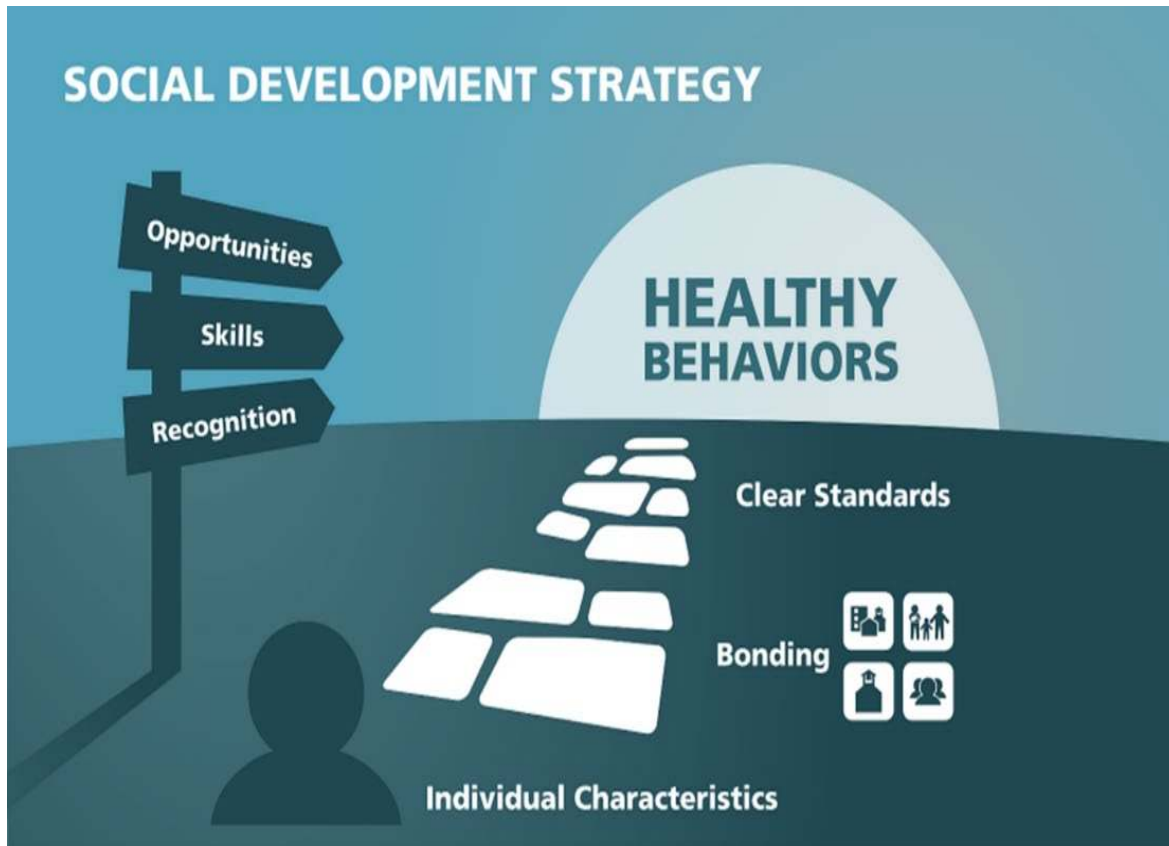 SOCIAL DEVELOPMENT STRATEGY
Opportunities
Skills
Recognition
HEALTHY
BEHAVIORS
Clear Standards
Bonding
Individual Characteristics